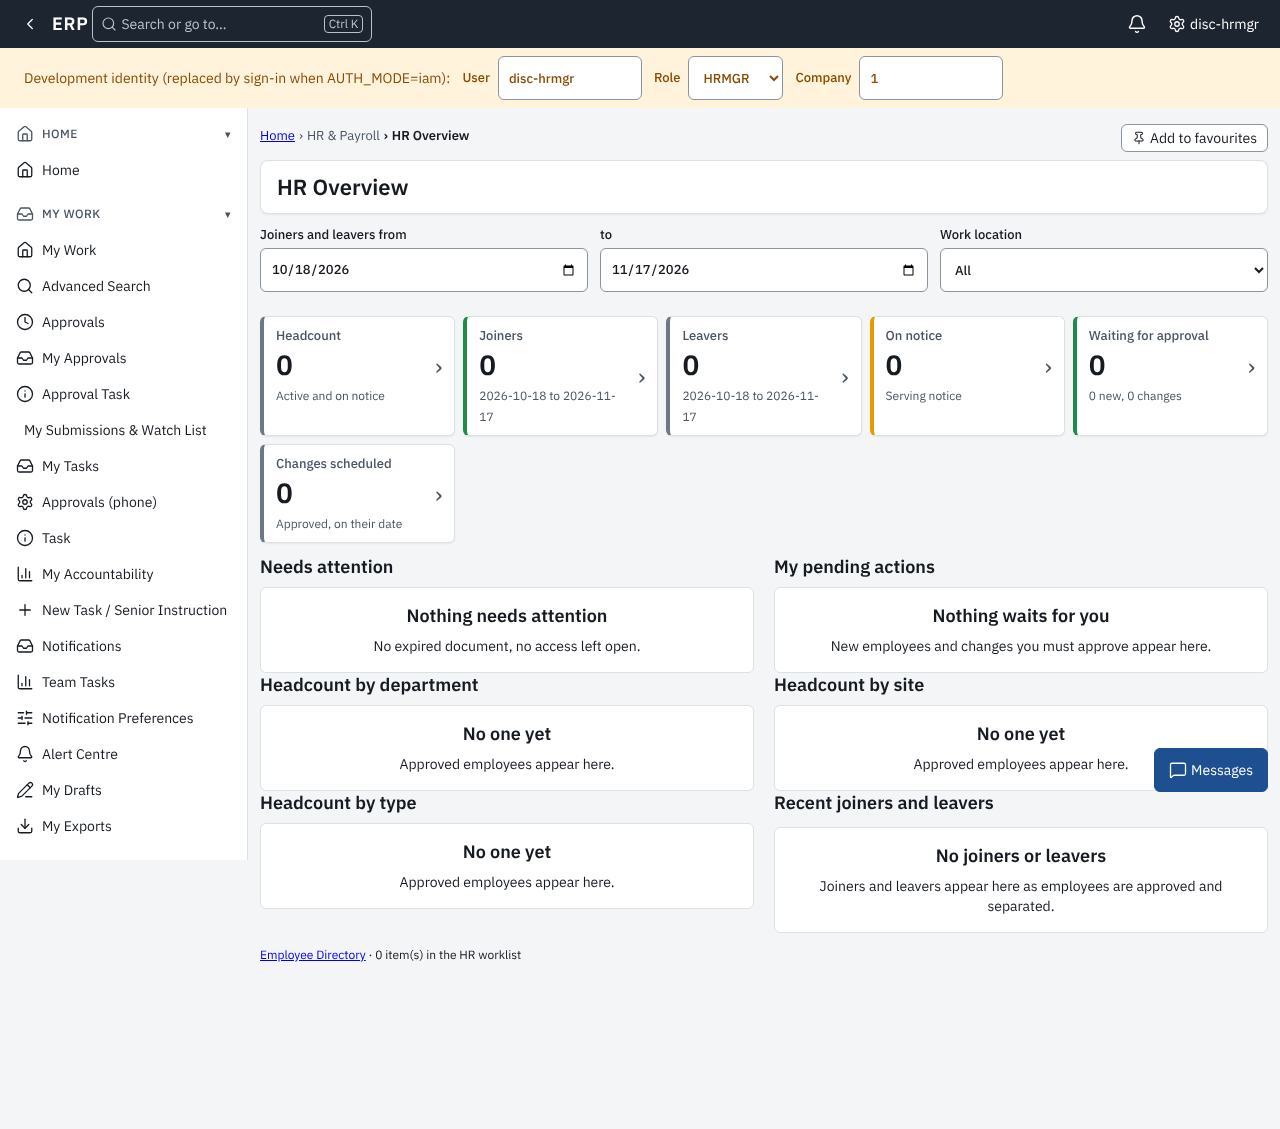 ERP
Search or go to...
Ctrl K
disc-hrmgr
Development identity (replaced by sign-in when AUTH_MODE=iam):
User
disc-hrmgr
Role
HRMGR
Company
1
HOME
Home
MY WORK
My Work
Advanced Search
Approvals
My Approvals
Approval Task
My Submissions & Watch List
My Tasks
Approvals (phone)
Task
My Accountability
New Task / Senior Instruction
Notifications
Team Tasks
Notification Preferences
Alert Centre
My Drafts
My Exports
Home › HR & Payroll › HR Overview
Add to favourites
HR Overview
Joiners and leavers from
10/18/2026
to
11/17/2026
Work location
All
Headcount
0
Active and on notice
Joiners
0
2026-10-18 to 2026-11-
17
Leavers
0
2026-10-18 to 2026-11-
17
On notice
0
Serving notice
Waiting for approval
0
0 new, 0 changes
Changes scheduled
0
Approved, on their date
Needs attention
Nothing needs attention
No expired document, no access left open.
My pending actions
Nothing waits for you
New employees and changes you must approve appear here.
Headcount by department
No one yet
Approved employees appear here.
Headcount by site
No one yet
Approved employees appear here.
Messages
Headcount by type
No one yet
Approved employees appear here.
Recent joiners and leavers
No joiners or leavers
Joiners and leavers appear here as employees are approved and
separated.
Employee Directory · 0 item(s) in the HR worklist